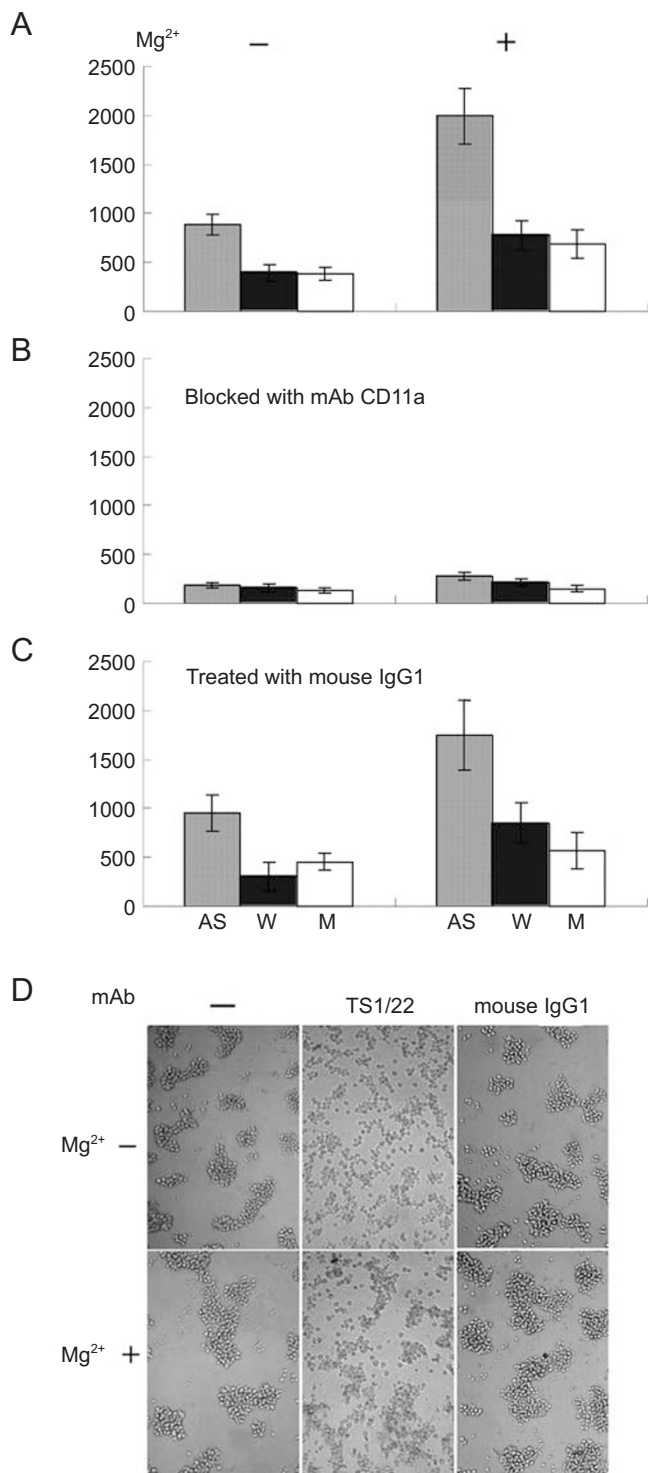 A
Mg²⁺ − +
2500
2000
1500
1000
500
0
B
2500
2000
1500
1000
500
0
Blocked with mAb CD11a
C
2500
2000
1500
1000
500
0
Treated with mouse IgG1
AS W M AS W M
D
mAb − TS1/22 mouse IgG1
Mg²⁺ −
Mg²⁺ +